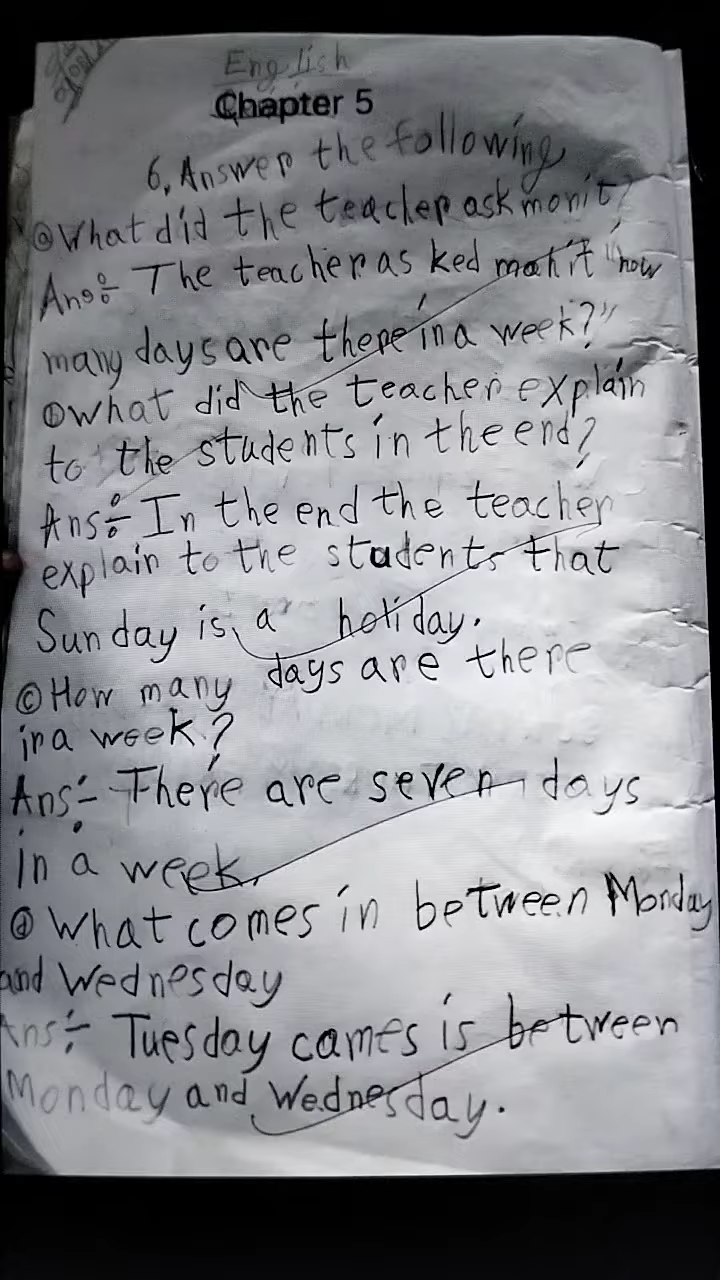 English
Chapter 5
6, Answer the following
ⓐ What did the teacher ask monit?
Ans:- The teacher as ked monit "how
many days are there in a week?"
ⓑ what did the teacher explain
to the students in the end?
Ans:- In the end the teacher
explain to the students that
Sunday is a holiday.
ⓒ How many days are there
in a week?
Ans:- There are seven days
in a week.
ⓓ What comes in between Monday
and Wednesday
Ans:- Tuesday cames is between
Monday and Wednesday.